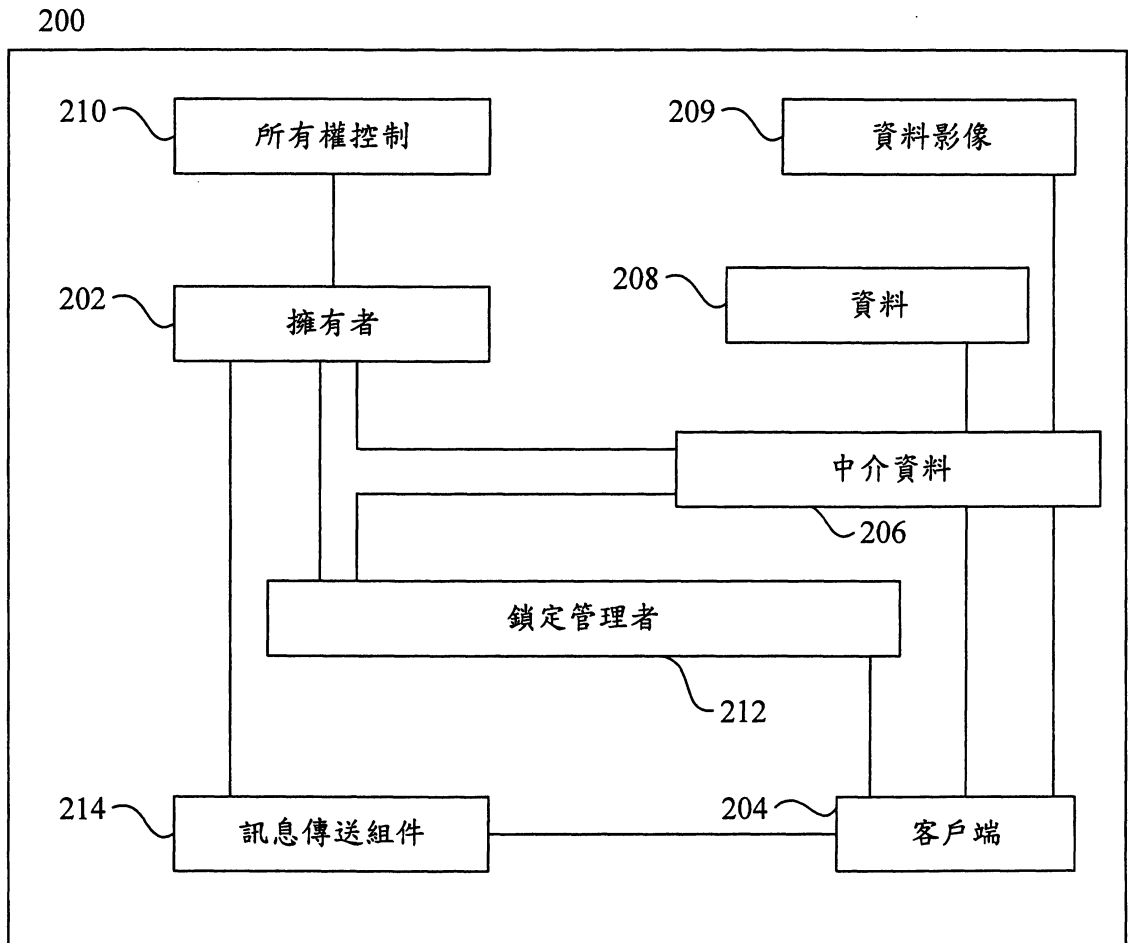 200
210
所有權控制
209
資料影像
202
擁有者
208
資料
中介資料
206
鎖定管理者
212
214
訊息傳送組件
204
客戶端